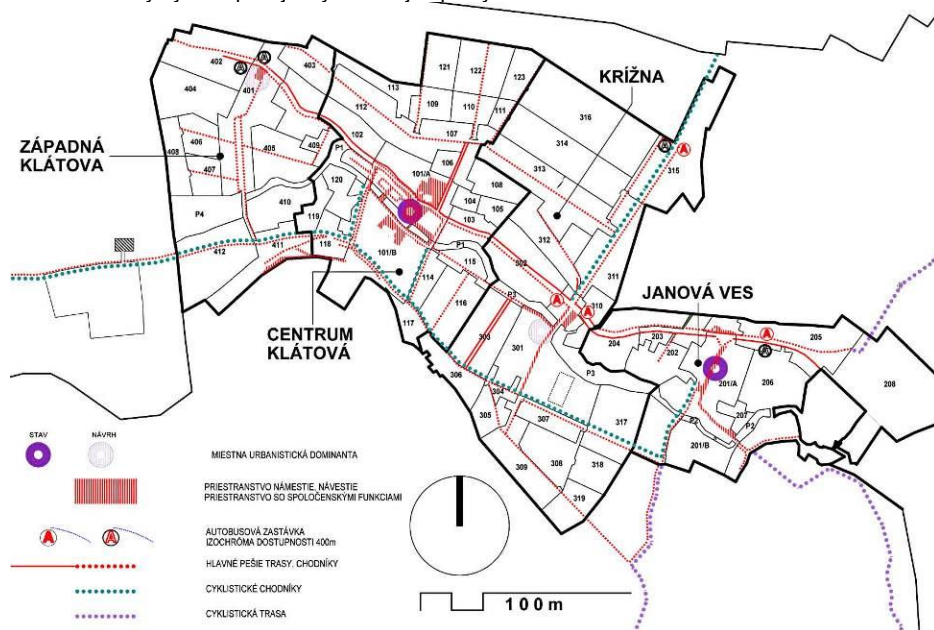 402
403
404
401
406
408
407
405
409
P4
410
411
412
ZÁPADNÁ
KLÁTOVA
121
122
123
113
109
110
111
112
107
102
P1
106
101/A
104
108
105
103
120
119
118
101/B
P1
115
114
116
117
302
CENTRUM
KLÁTOVÁ
KRÍŽNA
316
314
313
315
312
311
310
A
A
A
A
A
A
A
A
P3
303
301
306
304
305
307
P3
317
308
318
309
319
JANOVÁ VES
203
204
202
205
201/A
206
208
207
P2
P2
201/B
STAV
NÁVRH
MIESTNA URBANISTICKÁ DOMINANTA
PRIESTRANSTVO NÁMESTIE, NÁVESTIE
PRIESTRANSTVO SO SPOLOČENSKÝMI FUNKCIAMI
A
A
AUTOBUSOVÁ ZASTÁVKA
IZOCHRÓMA DOSTUPNOSTI 400m
HLAVNÉ PEŠIE TRASY, CHODNÍKY
CYKLISTICKÉ CHODNÍKY
CYKLISTICKÁ TRASA
100m